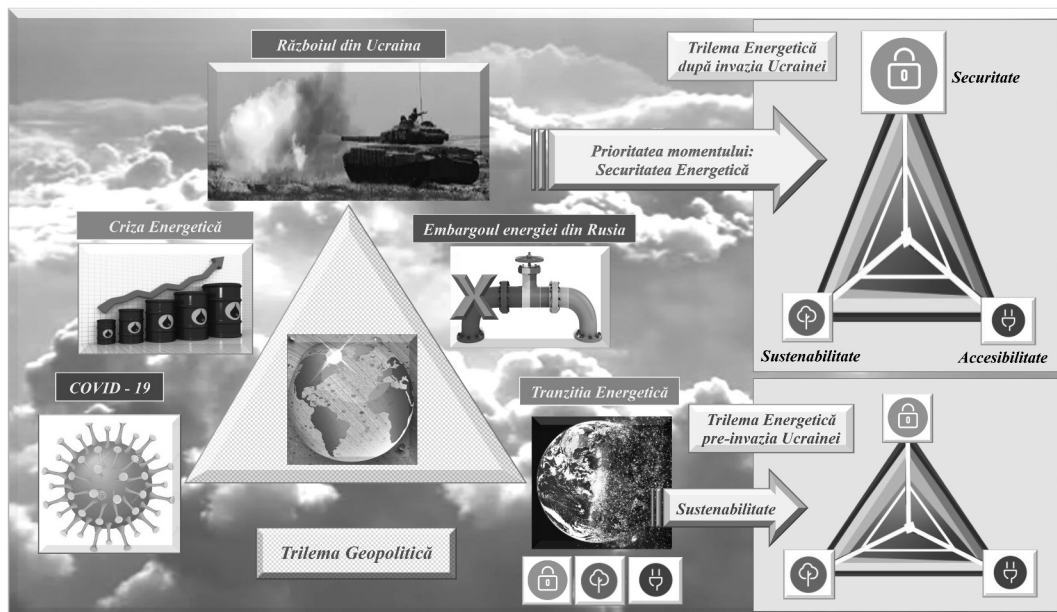 Războiul din Ucraina
Trilema Energetică
după invazia Ucrainei
Securitate
Prioritatea momentului:
Securitatea Energetică
Criza Energetică
Embargoul energiei din Rusia
X
Sustenabilitate
Accesibilitate
COVID - 19
Tranzitia Energetică
Trilema Energetică
pre-invazia Ucrainei
Sustenabilitate
Trilema Geopolitică